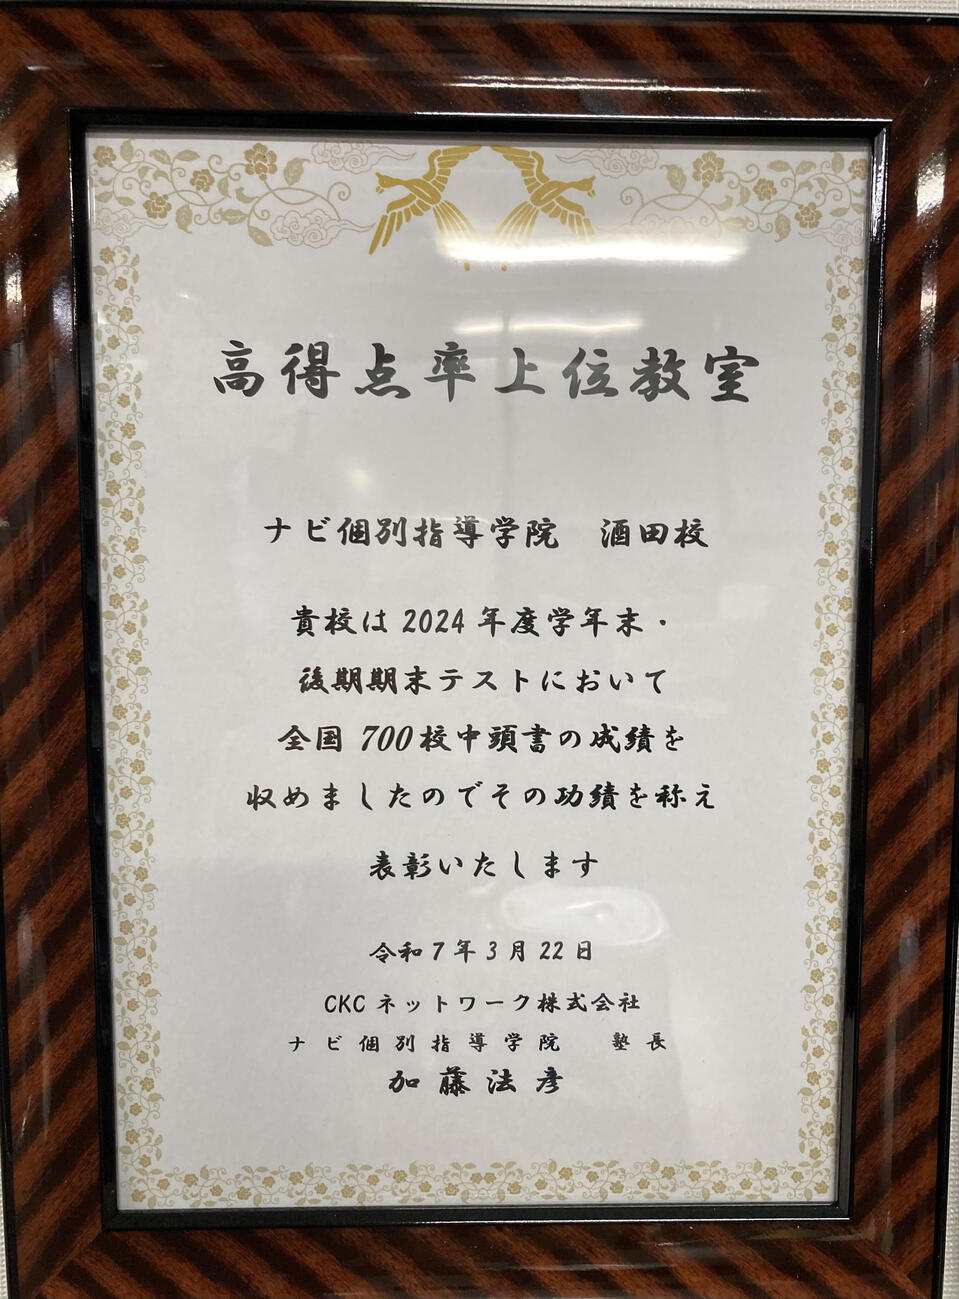 高得点率上位教室
ナビ個別指導学院　酒田校
貴校は2024年度学年末・
後期期末テストにおいて
全国700校中頭書の成績を
収めましたのでその功績を称え
表彰いたします
令和7年3月22日
CKCネットワーク株式会社
ナビ個別指導学院　塾長
加藤法彦